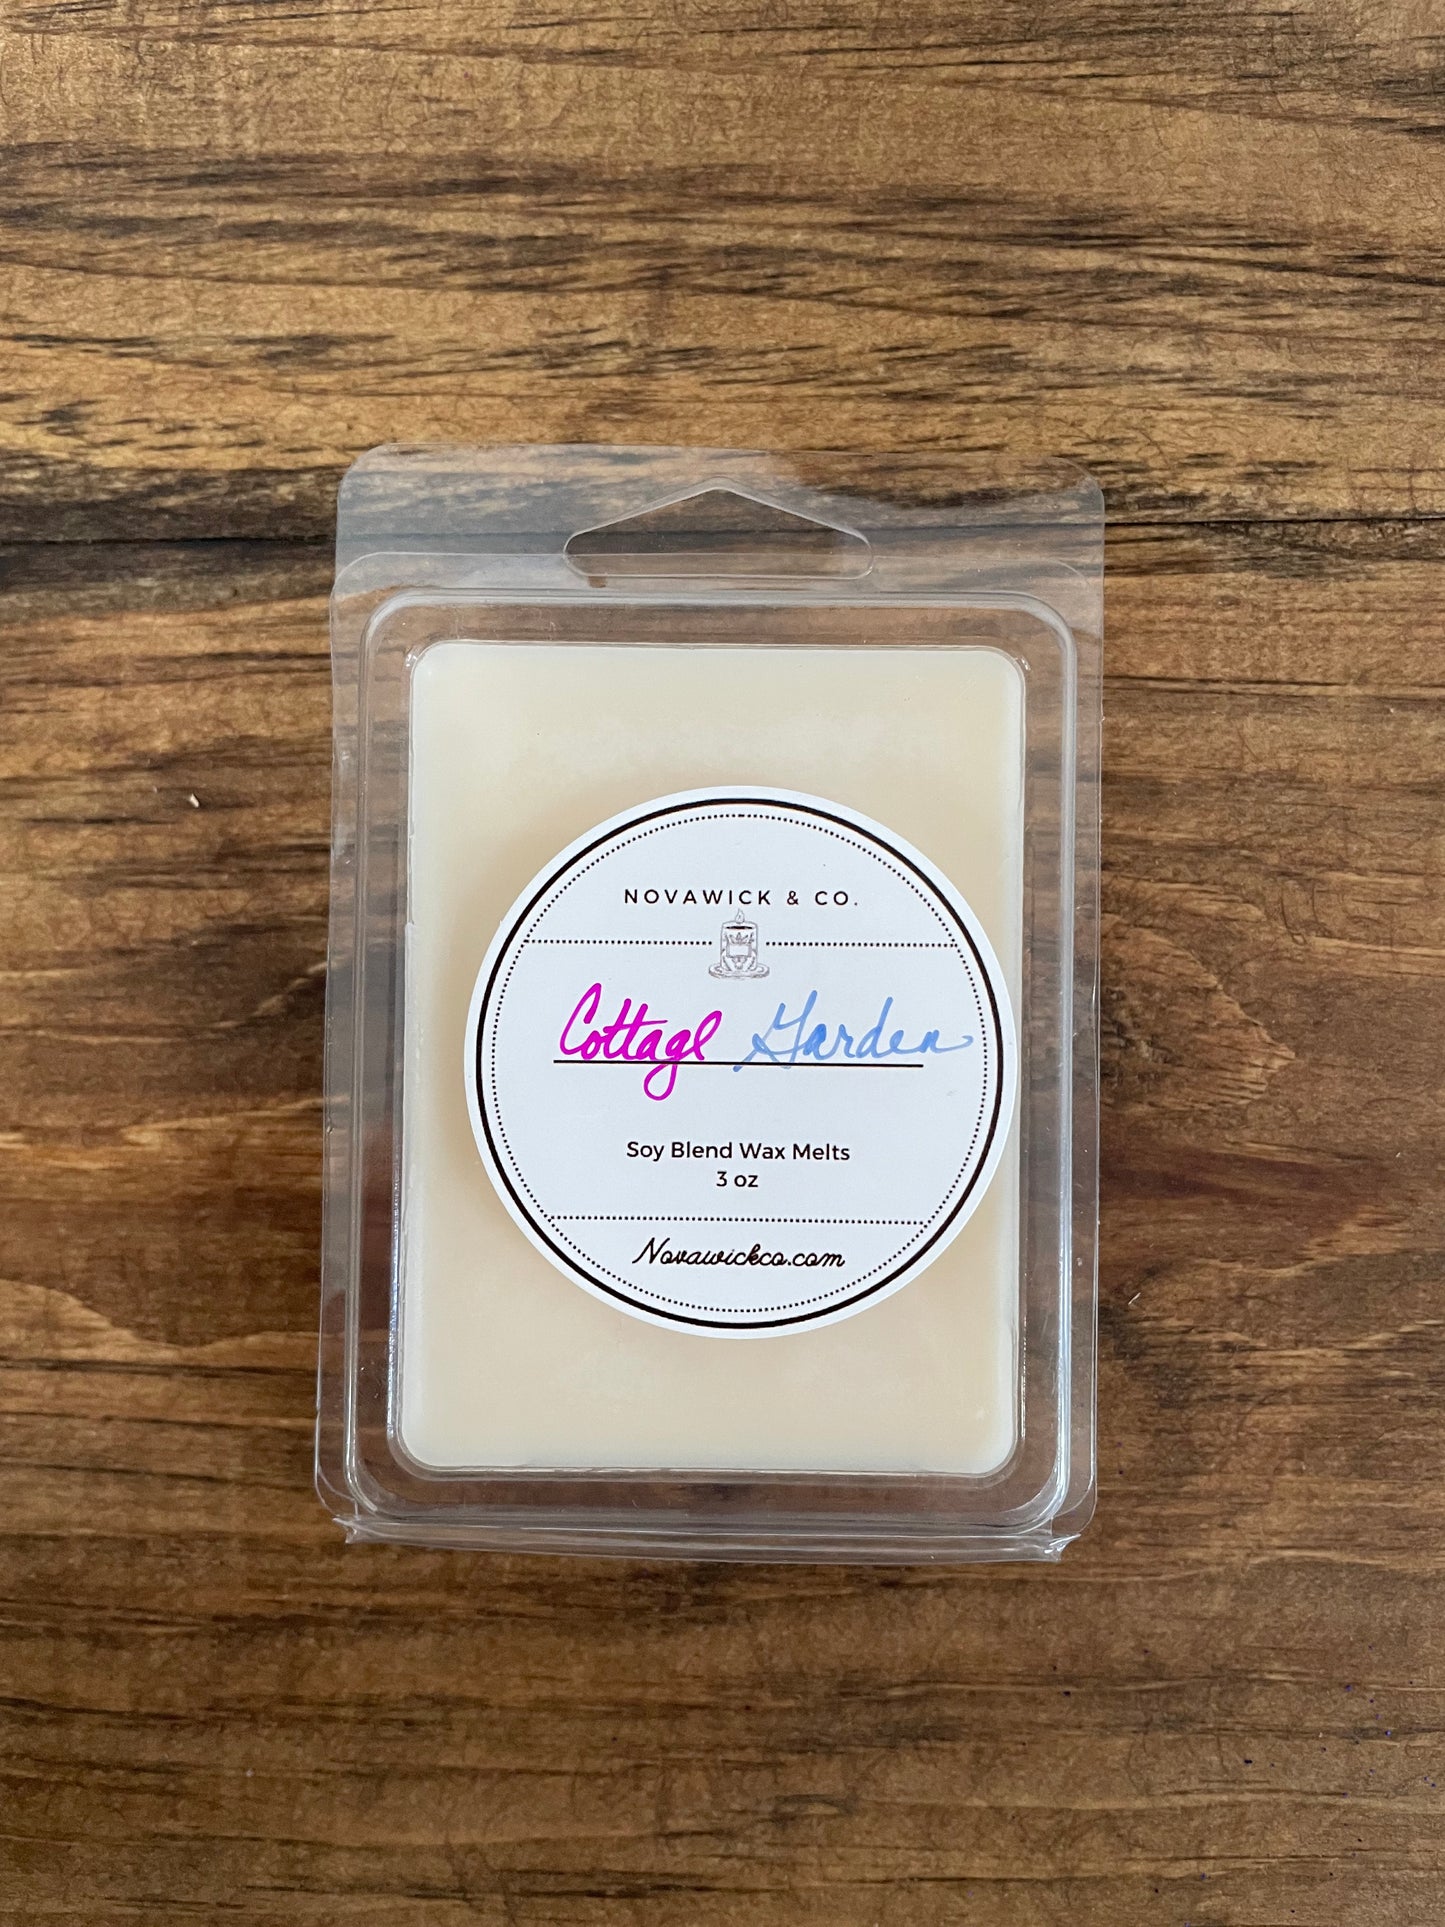 NOVAWICK & CO.
Cottage Garden
Soy Blend Wax Melts
3 oz
Novawickco.com